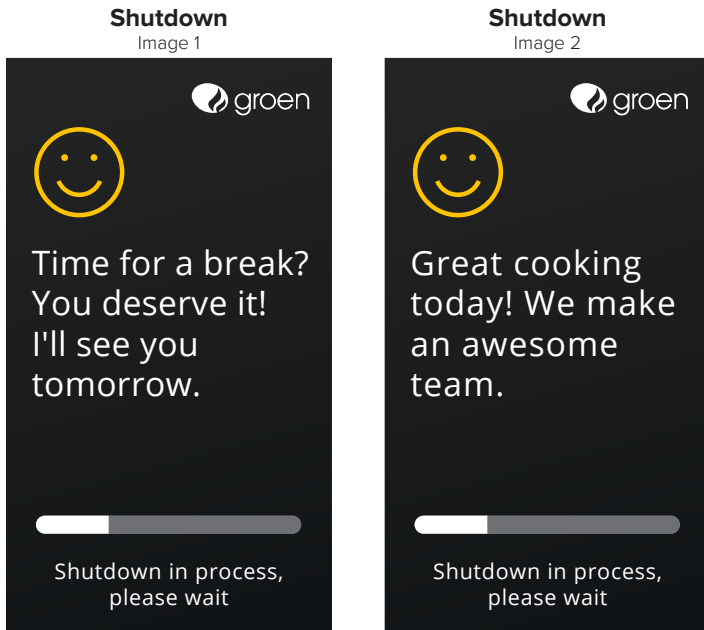 Shutdown
Image 1
groen
Time for a break?
You deserve it!
I'll see you
tomorrow.
Shutdown in process,
please wait
Shutdown
Image 2
groen
Great cooking
today! We make
an awesome
team.
Shutdown in process,
please wait